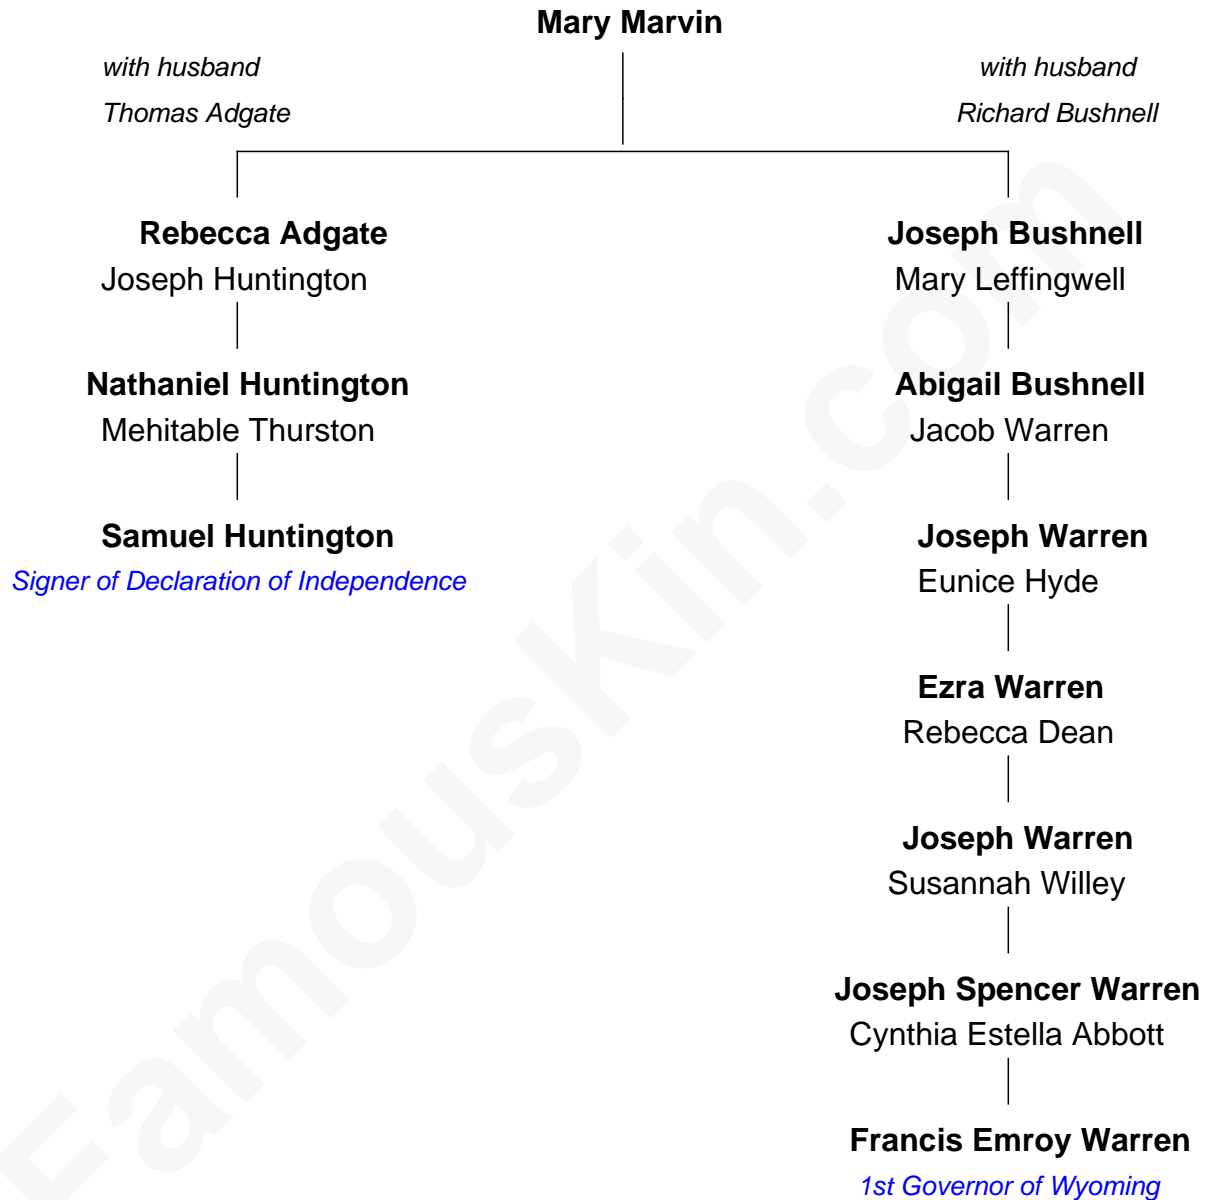 Mary Marvin
with husband
Thomas Adgate
with husband
Richard Bushnell
Rebecca Adgate
Joseph Huntington
Nathaniel Huntington
Mehitable Thurston
Samuel Huntington
Signer of Declaration of Independence
Joseph Bushnell
Mary Leffingwell
Abigail Bushnell
Jacob Warren
Joseph Warren
Eunice Hyde
Ezra Warren
Rebecca Dean
Joseph Warren
Susannah Willey
Joseph Spencer Warren
Cynthia Estella Abbott
Francis Emroy Warren
1st Governor of Wyoming
FamousKin.com